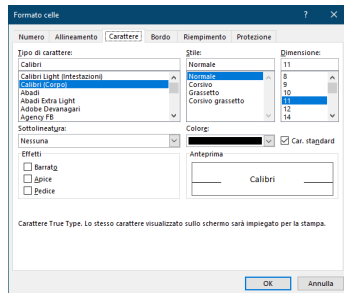 Formato celle ? ×
Numero Allineamento Carattere Bordo Riempimento Protezione
Tipo di carattere: Stile: Dimensione:
Calibri Normale 11
Calibri Light (Intestazioni) Normale 8
Calibri (Corpo) Corsivo 9
Abadi Grassetto 10
Abadi Extra Light Corsivo grassetto 11
Adobe Devanagari 12
Agency FB 14
Sottolineatura: Colore:
Nessuna Car. standard
Effetti Anteprima
Barrato
Apice Calibri
Pedice
Carattere True Type. Lo stesso carattere visualizzato sullo schermo sarà impiegato per la stampa.
OK Annulla